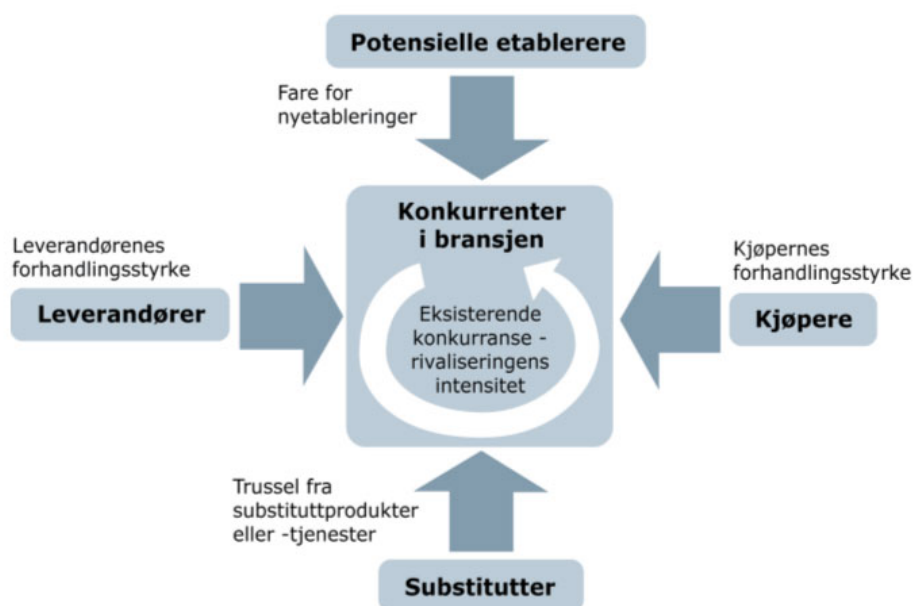 Potensielle etablerere
Fare for
nyetableringer
Konkurrenter
i bransjen
Leverandørenes
forhandlingsstyrke
Leverandører
Eksisterende
konkurranse -
rivaliseringens
intensitet
Kjøpernes
forhandlingsstyrke
Kjøpere
Trussel fra
substituttprodukter
eller -tjenester
Substitutter